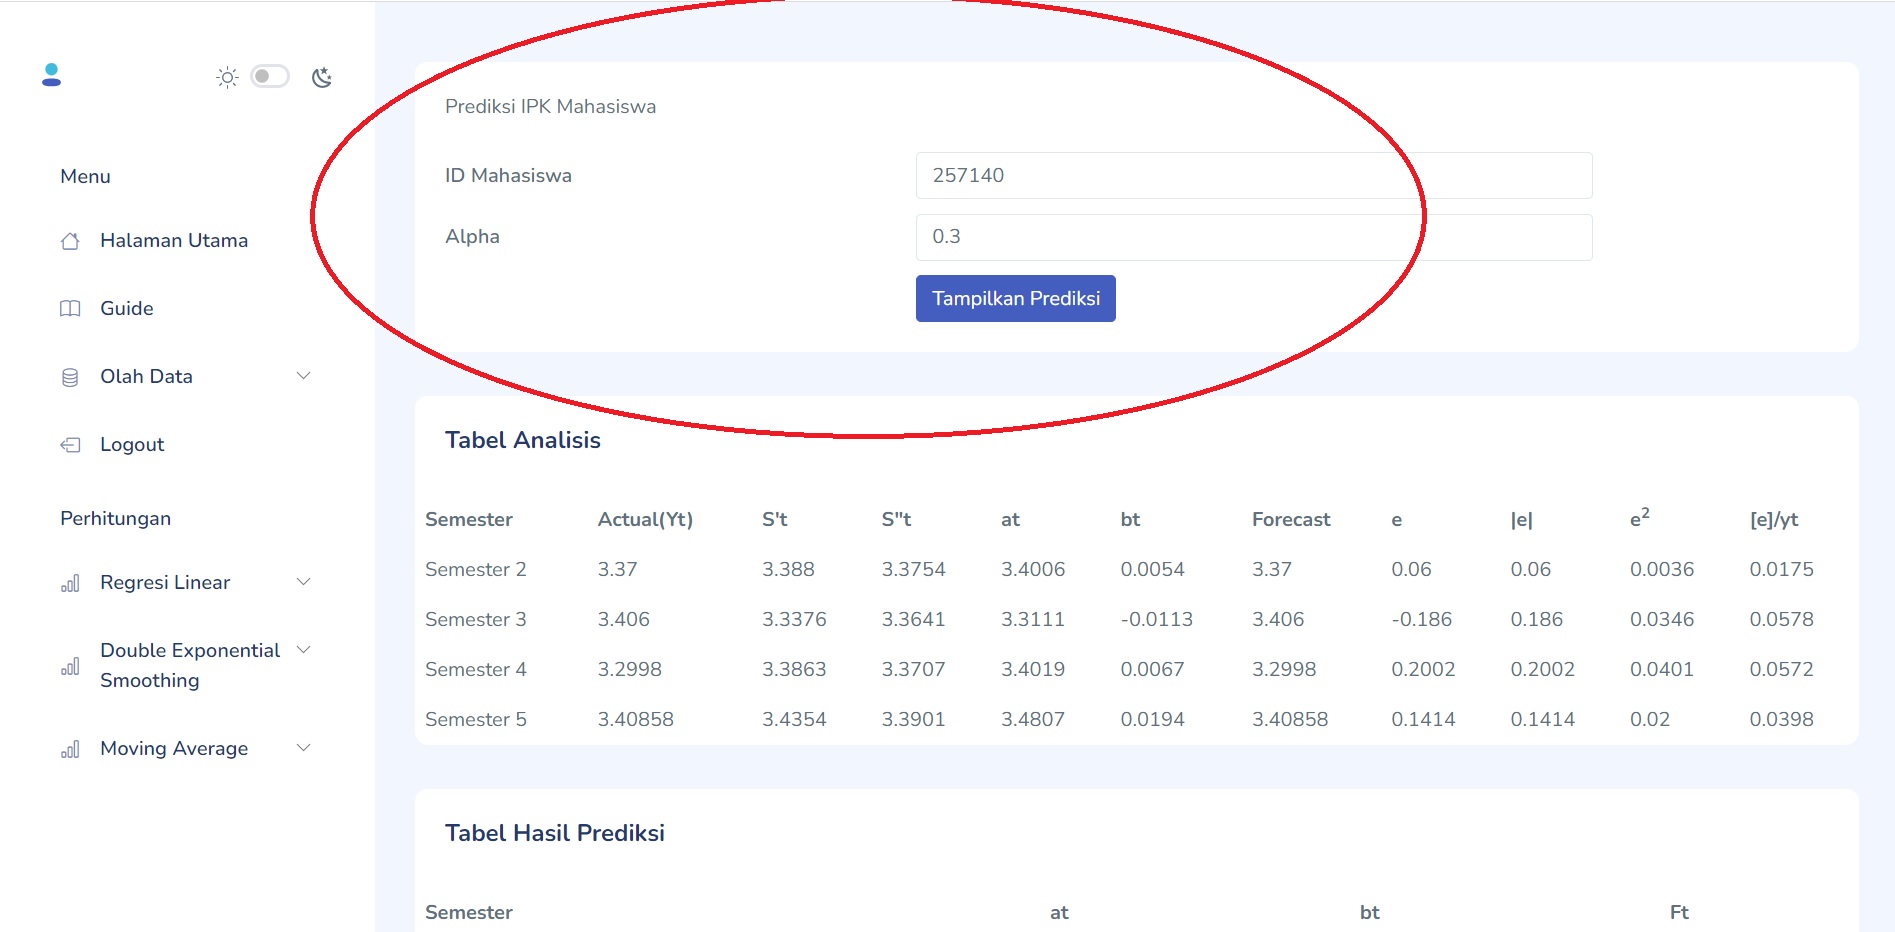 Menu
Halaman Utama
Guide
Olah Data
Logout
Perhitungan
Regresi Linear
Double Exponential
Smoothing
Moving Average
Prediksi IPK Mahasiswa
ID Mahasiswa 257140
Alpha 0.3
Tampilkan Prediksi
Tabel Analisis
Semester Actual(Yt) S't S"t at bt Forecast e |e| e² [e]/yt
Semester 2 3.37 3.388 3.3754 3.4006 0.0054 3.37 0.06 0.06 0.0036 0.0175
Semester 3 3.406 3.3376 3.3641 3.3111 -0.0113 3.406 -0.186 0.186 0.0346 0.0578
Semester 4 3.2998 3.3863 3.3707 3.4019 0.0067 3.2998 0.2002 0.2002 0.0401 0.0572
Semester 5 3.40858 3.4354 3.3901 3.4807 0.0194 3.40858 0.1414 0.1414 0.02 0.0398
Tabel Hasil Prediksi
Semester at bt Ft